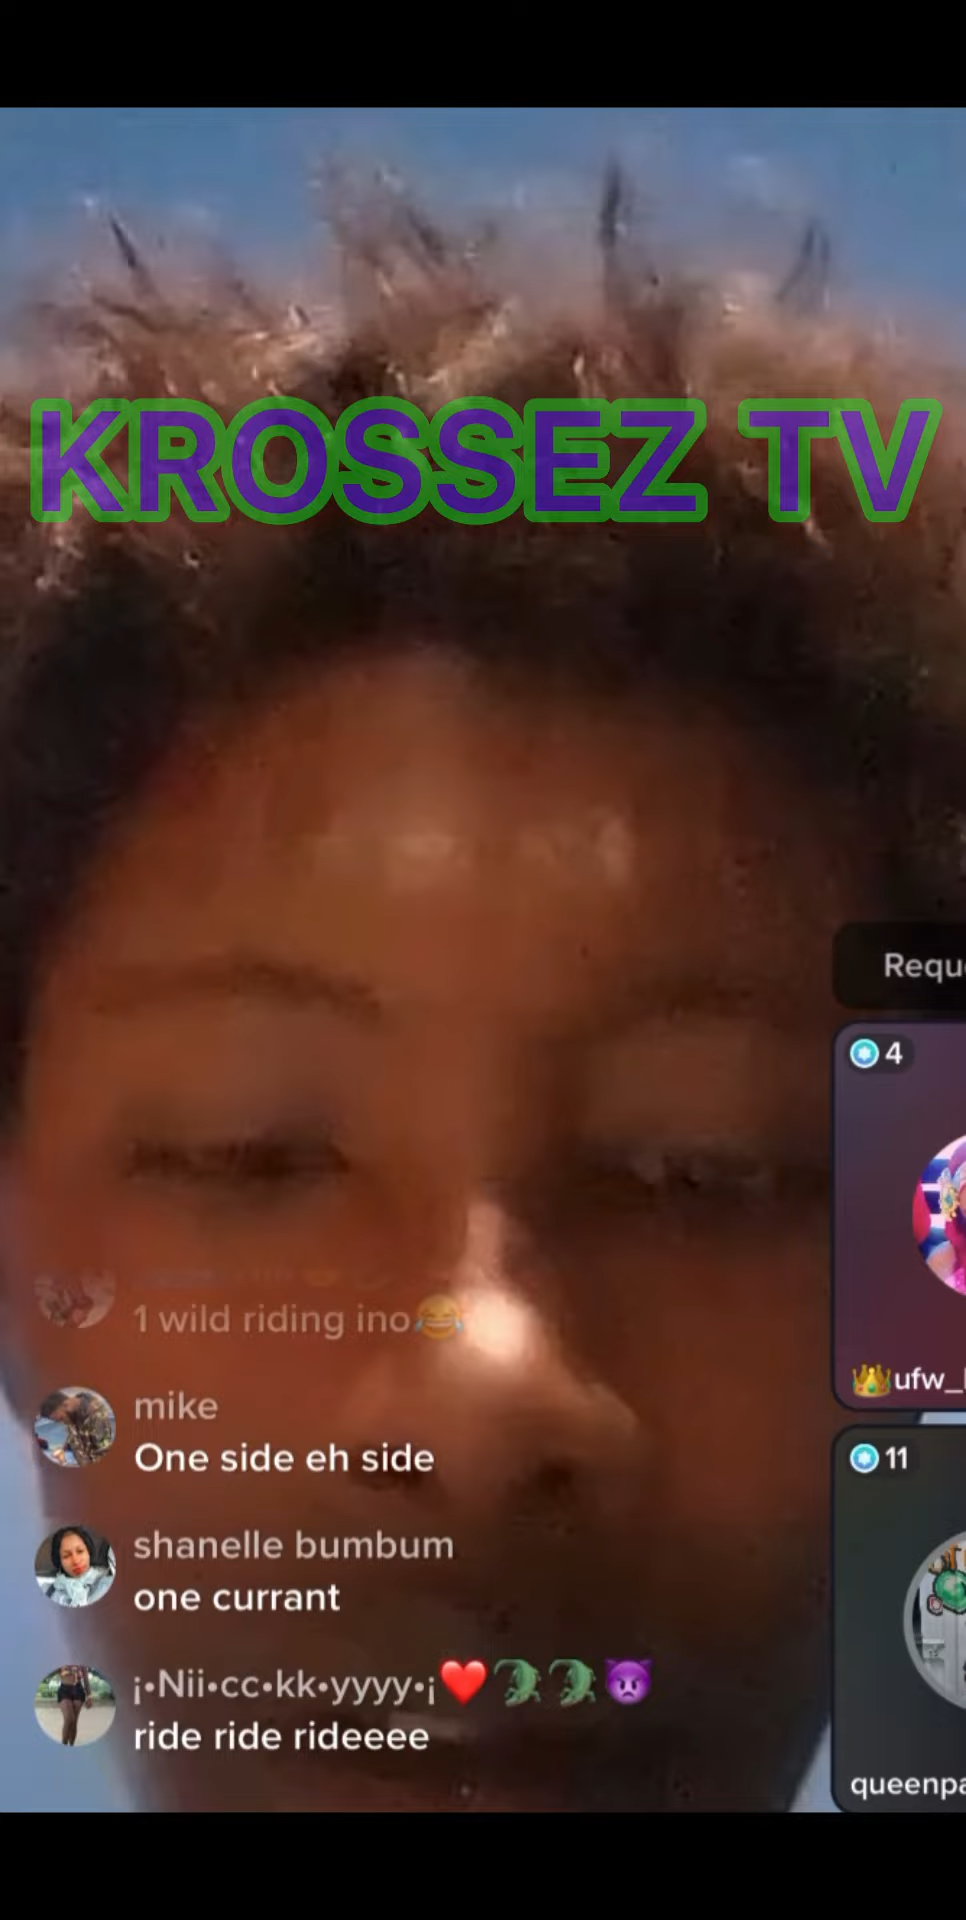 KROSSEZ TV
Requ
4
1 wild riding ino😂
mike
One side eh side
👑ufw_
11
shanelle bumbum
one currant
¡•Nii•cc•kk•yyyy•¡❤️🐊🐊👿
ride ride rideeee
queenpa